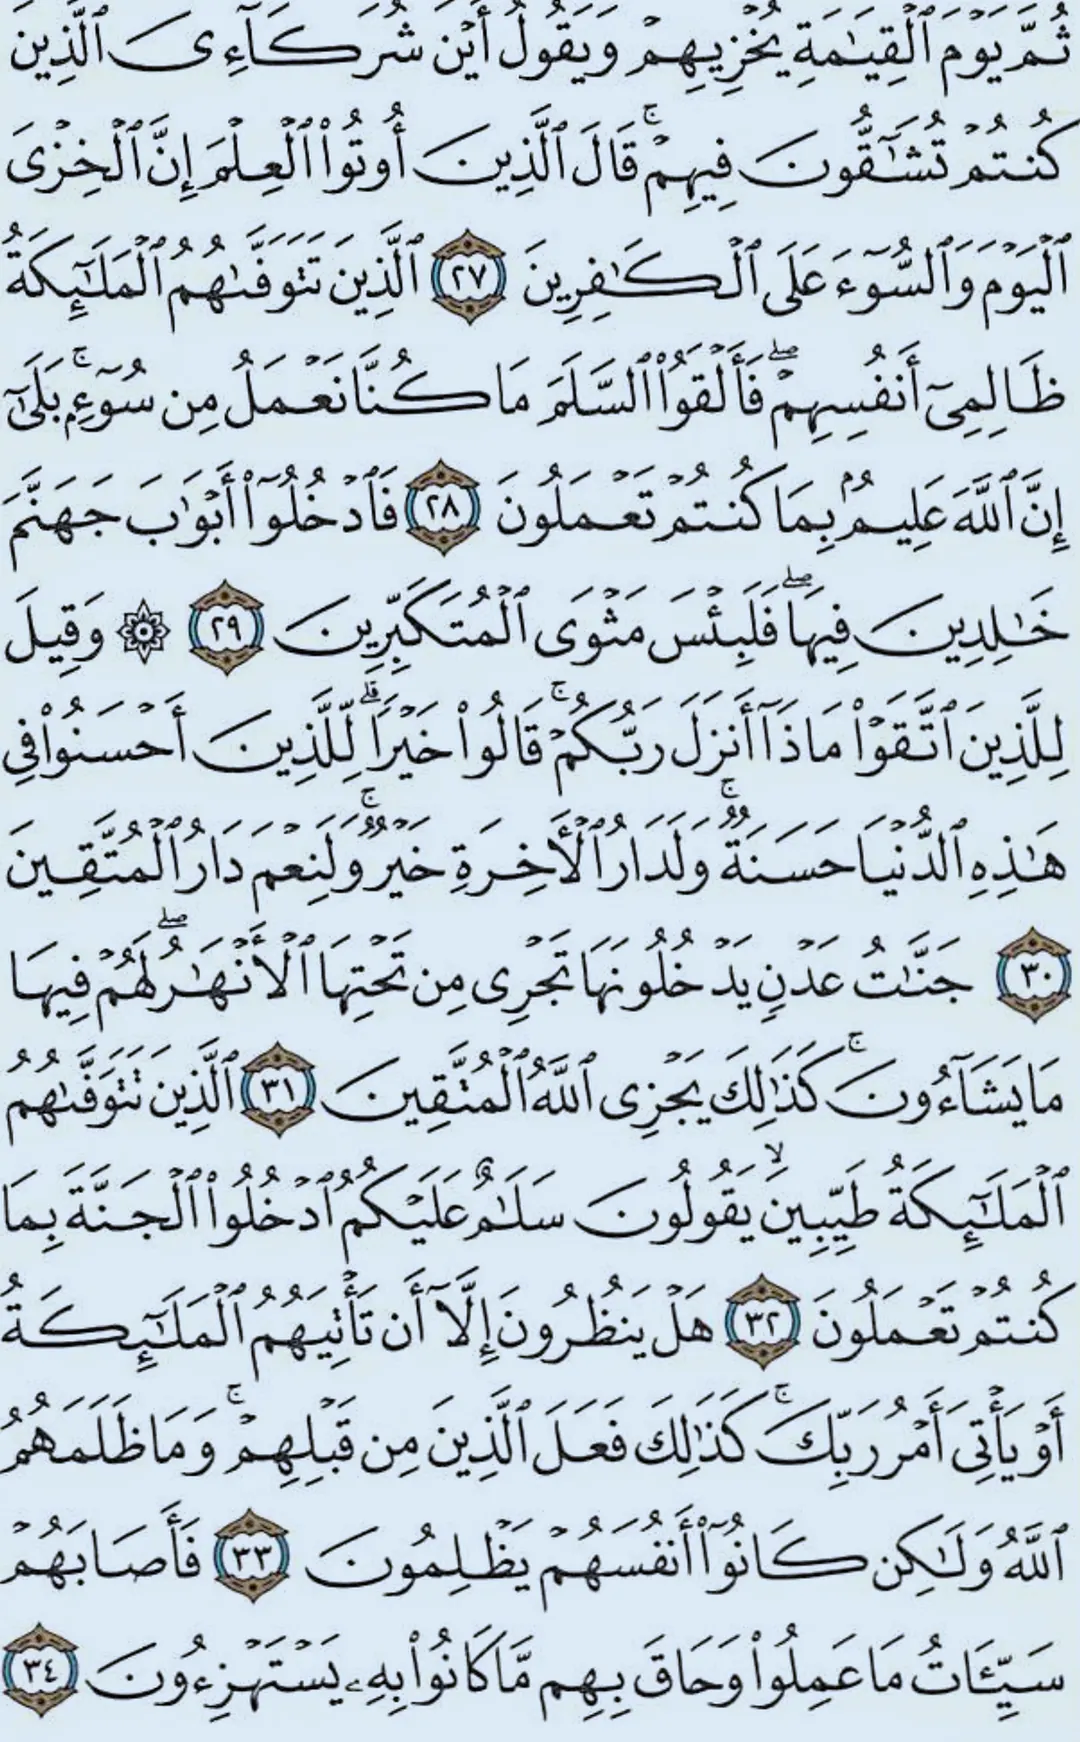 ثُمَّ يَوْمَ ٱلْقِيَـٰمَةِ يُخْزِيهِمْ وَيَقُولُ أَيْنَ شُرَكَآءِىَ ٱلَّذِينَ
كُنتُمْ تُشَـٰٓقُّونَ فِيهِمْ ۚ قَالَ ٱلَّذِينَ أُوتُوا۟ ٱلْعِلْمَ إِنَّ ٱلْخِزْىَ
ٱلْيَوْمَ وَٱلسُّوٓءَ عَلَى ٱلْكَـٰفِرِينَ ٢٧ ٱلَّذِينَ تَتَوَفَّىٰهُمُ ٱلْمَلَـٰٓئِكَةُ
ظَالِمِىٓ أَنفُسِهِمْ ۖ فَأَلْقَوُا۟ ٱلسَّلَمَ مَا كُنَّا نَعْمَلُ مِن سُوٓءٍۭ ۚ بَلَىٰٓ
إِنَّ ٱللَّهَ عَلِيمٌۢ بِمَا كُنتُمْ تَعْمَلُونَ ٢٨ فَٱدْخُلُوٓا۟ أَبْوَٰبَ جَهَنَّمَ
خَـٰلِدِينَ فِيهَا ۖ فَلَبِئْسَ مَثْوَى ٱلْمُتَكَبِّرِينَ ٢٩ ۞ وَقِيلَ
لِلَّذِينَ ٱتَّقَوْا۟ مَاذَآ أَنزَلَ رَبُّكُمْ ۚ قَالُوا۟ خَيْرًا ۗ لِّلَّذِينَ أَحْسَنُوا۟ فِى
هَـٰذِهِ ٱلدُّنْيَا حَسَنَةٌ ۚ وَلَدَارُ ٱلْـَٔاخِرَةِ خَيْرٌ ۚ وَلَنِعْمَ دَارُ ٱلْمُتَّقِينَ
٣٠ جَنَّـٰتُ عَدْنٍ يَدْخُلُونَهَا تَجْرِى مِن تَحْتِهَا ٱلْأَنْهَـٰرُ ۖ لَهُمْ فِيهَا
مَا يَشَآءُونَ ۚ كَذَٰلِكَ يَجْزِى ٱللَّهُ ٱلْمُتَّقِينَ ٣١ ٱلَّذِينَ تَتَوَفَّىٰهُمُ
ٱلْمَلَـٰٓئِكَةُ طَيِّبِينَ ۙ يَقُولُونَ سَلَـٰمٌ عَلَيْكُمُ ٱدْخُلُوا۟ ٱلْجَنَّةَ بِمَا
كُنتُمْ تَعْمَلُونَ ٣٢ هَلْ يَنظُرُونَ إِلَّآ أَن تَأْتِيَهُمُ ٱلْمَلَـٰٓئِكَةُ
أَوْ يَأْتِىَ أَمْرُ رَبِّكَ ۚ كَذَٰلِكَ فَعَلَ ٱلَّذِينَ مِن قَبْلِهِمْ ۚ وَمَا ظَلَمَهُمُ
ٱللَّهُ وَلَـٰكِن كَانُوٓا۟ أَنفُسَهُمْ يَظْلِمُونَ ٣٣ فَأَصَابَهُمْ
سَيِّـَٔاتُ مَا عَمِلُوا۟ وَحَاقَ بِهِم مَّا كَانُوا۟ بِهِۦ يَسْتَهْزِءُونَ ٣٤